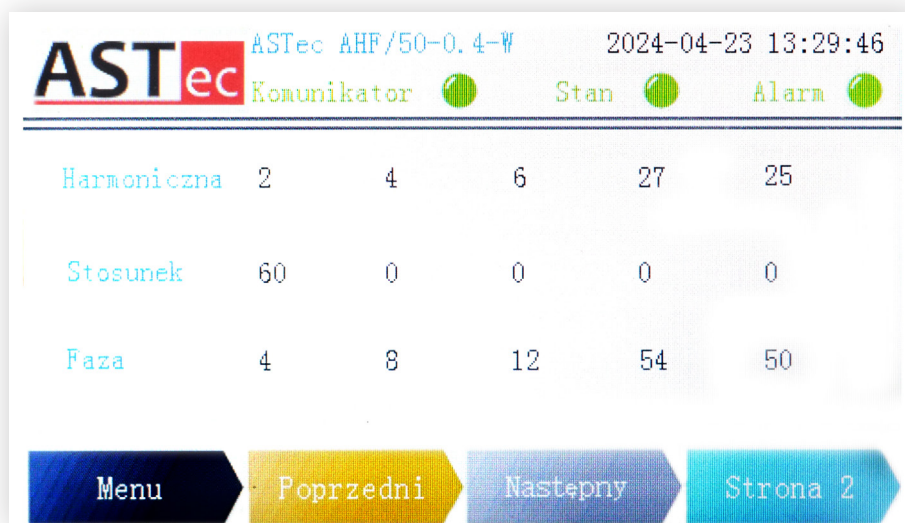 ASTec ASTec AHF/50-0.4-W 2024-04-23 13:29:46
Komunikator Stan Alarm
Harmoniczna 2 4 6 27 25
Stosunek 60 0 0 0 0
Faza 4 8 12 54 50
Menu Poprzedni Następny Strona 2